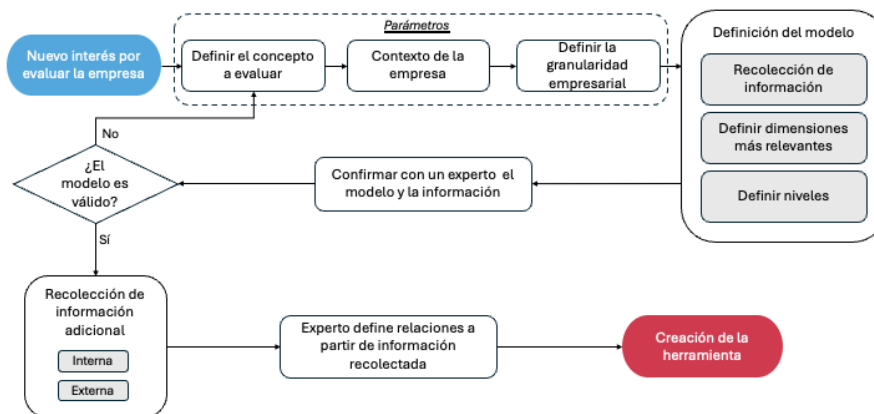 Parámetros
Nuevo interés por
evaluar la empresa
Definir el concepto
a evaluar
Contexto de la
empresa
Definir la
granularidad
empresarial
Definición del modelo
Recolección de
información
Definir dimensiones
más relevantes
Definir niveles
Confirmar con un experto el
modelo y la información
No
¿El
modelo es
válido?
Sí
Recolección de
información
adicional
Interna
Externa
Experto define relaciones a
partir de información
recolectada
Creación de la
herramienta